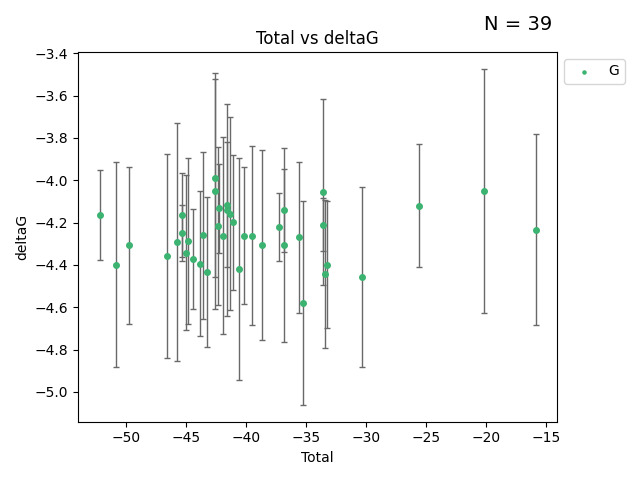 N = 39
Total vs deltaG
G
deltaG
−3.4
−3.6
−3.8
−4.0
−4.2
−4.4
−4.6
−4.8
−5.0
−50 −45 −40 −35 −30 −25 −20 −15
Total